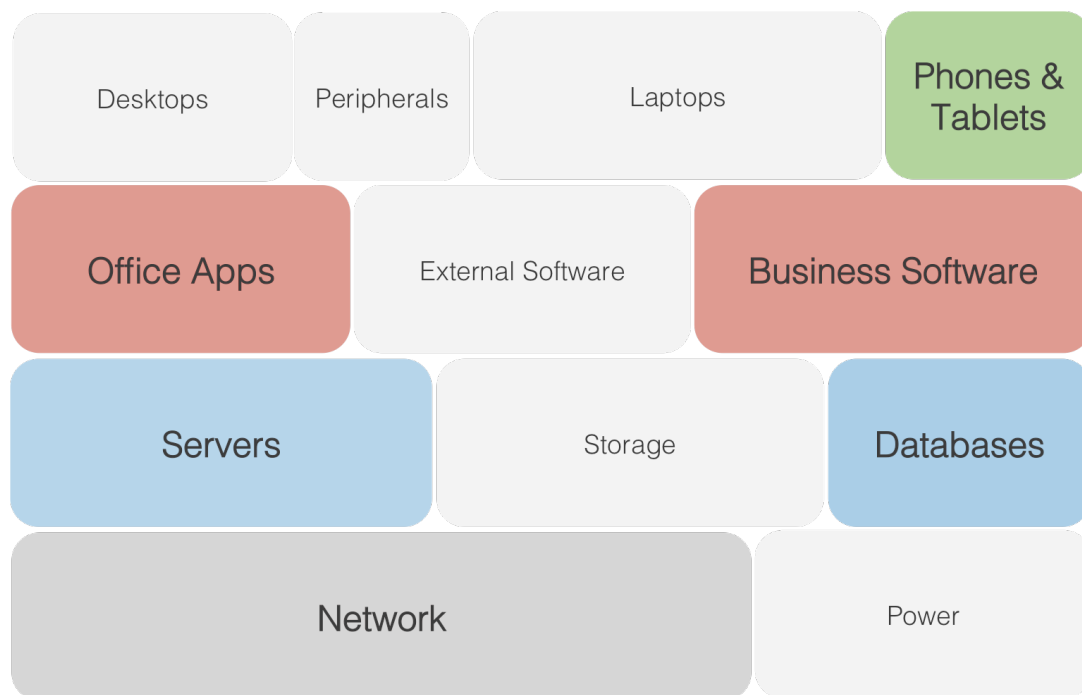 Desktops
Peripherals
Laptops
Phones &
Tablets
Office Apps
External Software
Business Software
Servers
Storage
Databases
Network
Power